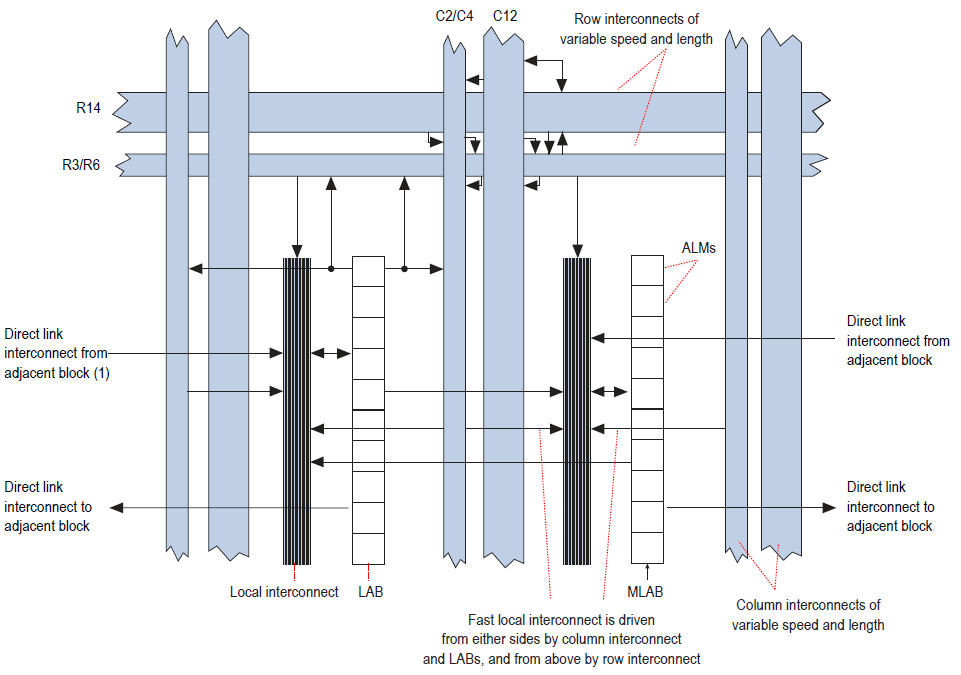 C2/C4
C12
Row interconnects of
variable speed and length
R14
R3/R6
ALMs
Direct link
interconnect from
adjacent block (1)
Direct link
interconnect from
adjacent block
Direct link
interconnect to
adjacent block
Direct link
interconnect to
adjacent block
Local interconnect
LAB
MLAB
Fast local interconnect is driven
from either sides by column interconnect
and LABs, and from above by row interconnect
Column interconnects of
variable speed and length